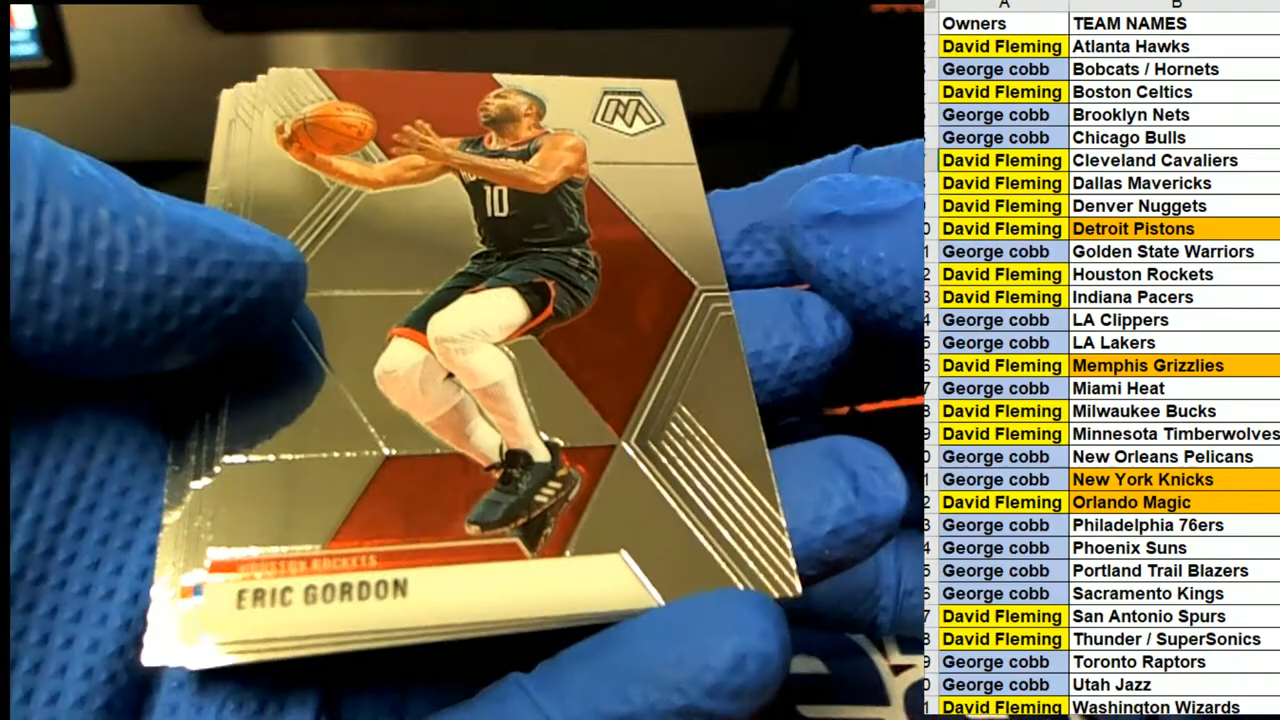 10
HOUSTON ROCKETS
ERIC GORDON
A B
Owners TEAM NAMES
David Fleming Atlanta Hawks
George cobb Bobcats / Hornets
David Fleming Boston Celtics
George cobb Brooklyn Nets
George cobb Chicago Bulls
David Fleming Cleveland Cavaliers
David Fleming Dallas Mavericks
David Fleming Denver Nuggets
David Fleming Detroit Pistons
George cobb Golden State Warriors
David Fleming Houston Rockets
David Fleming Indiana Pacers
George cobb LA Clippers
George cobb LA Lakers
David Fleming Memphis Grizzlies
George cobb Miami Heat
David Fleming Milwaukee Bucks
David Fleming Minnesota Timberwolves
George cobb New Orleans Pelicans
George cobb New York Knicks
David Fleming Orlando Magic
George cobb Philadelphia 76ers
George cobb Phoenix Suns
George cobb Portland Trail Blazers
George cobb Sacramento Kings
David Fleming San Antonio Spurs
David Fleming Thunder / SuperSonics
George cobb Toronto Raptors
George cobb Utah Jazz
David Fleming Washington Wizards